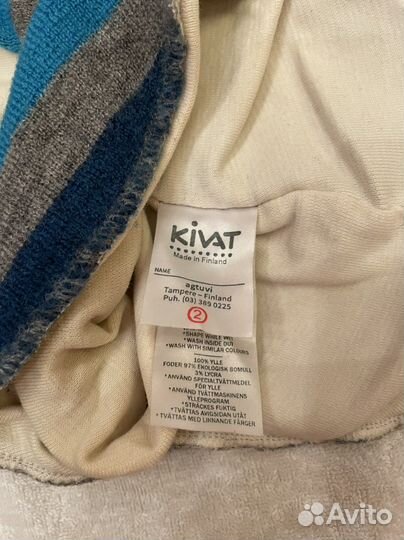 KIVAT
Made in Finland
NAME
agtuvi
Tampere – Finland
Puh. (03) 389 0225
2
*SHAPE WHILE WET
*WASH INSIDE OUT
*WASH WITH SIMILAR COLOURS
100% YLLE
FODER 97% EKOLOGISK BOMULL
3% LYCRA
*ANVÄND SPECIALTVÄTTMEDEL
FÖR YLLE
*ANVÄND TVÄTTMASKINENS
YLLEPROGRAM
*STRÄCKES FUKTIG
*TVÄTTAS AVIGSIDAN UTÅT
*TVÄTTAS MED LIKNANDE FÄRGER
Avito